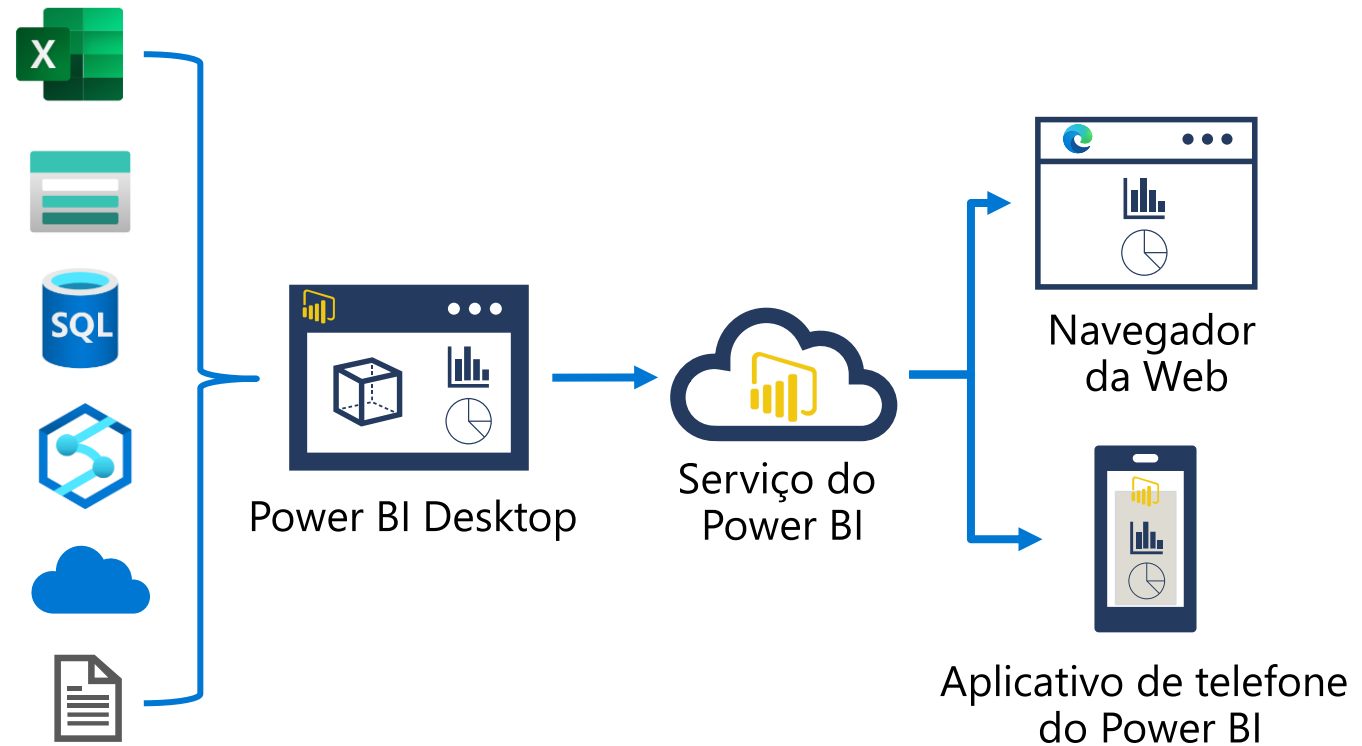 X
SQL
Power BI Desktop
Serviço do
Power BI
Navegador
da Web
Aplicativo de telefone
do Power BI